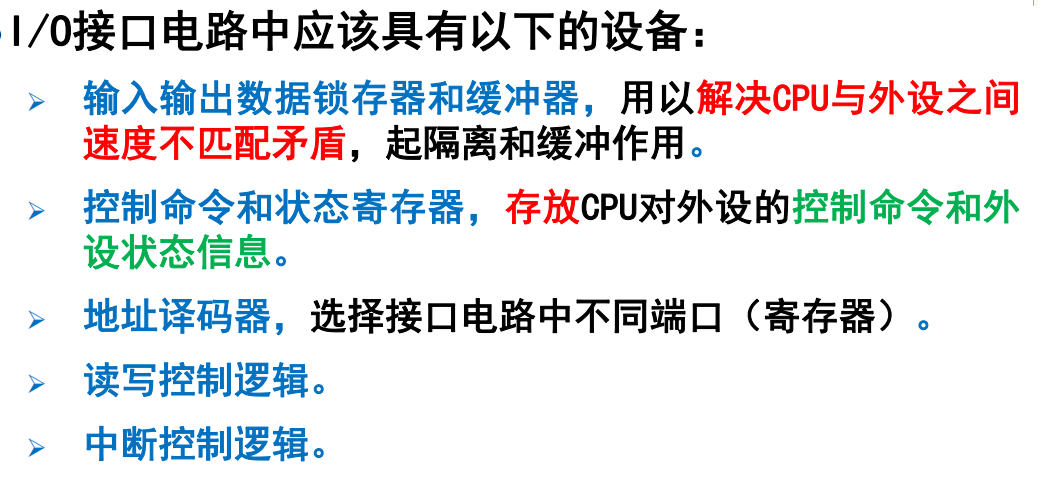 I/O接口电路中应该具有以下的设备：
输入输出数据锁存器和缓冲器，用以解决CPU与外设之间
速度不匹配矛盾，起隔离和缓冲作用。
控制命令和状态寄存器，存放CPU对外设的控制命令和外
设状态信息。
地址译码器，选择接口电路中不同端口（寄存器）。
读写控制逻辑。
中断控制逻辑。